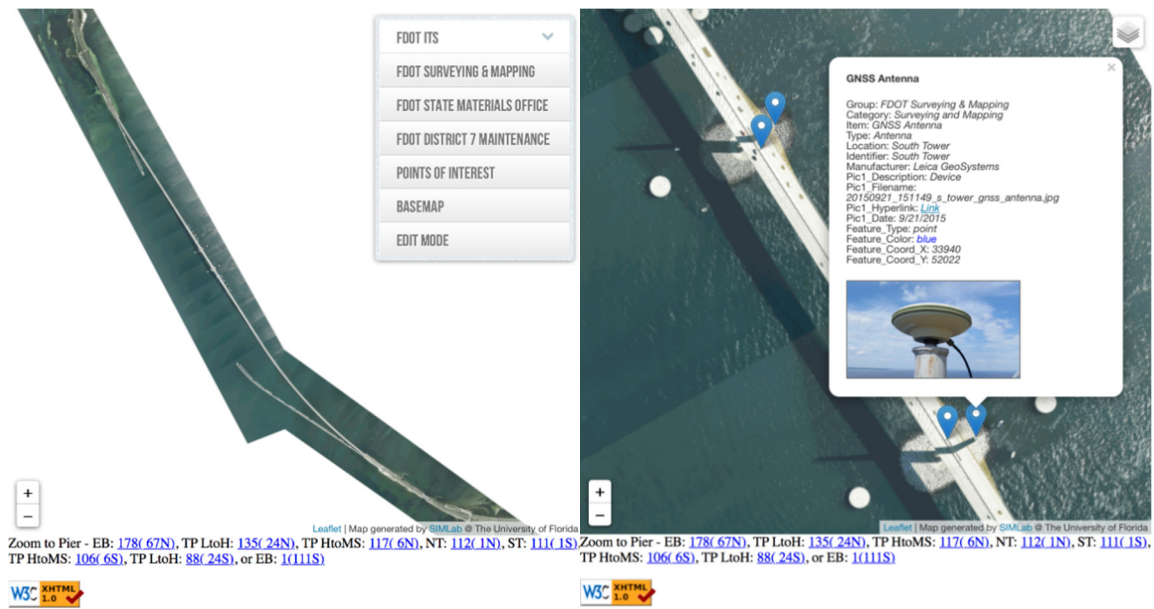 FDOT ITS
FDOT SURVEYING & MAPPING
FDOT STATE MATERIALS OFFICE
FDOT DISTRICT 7 MAINTENANCE
POINTS OF INTEREST
BASEMAP
EDIT MODE
+
−
Leaflet | Map generated by SIMLab @ The University of Florida
Zoom to Pier - EB: 178( 67N), TP LtoH: 135( 24N), TP HtoMS: 117( 6N), NT: 112( 1N), ST: 111( 1S),
TP HtoMS: 106( 6S), TP LtoH: 88( 24S), or EB: 1(111S)
W3C XHTML 1.0
×
GNSS Antenna
Group: FDOT Surveying & Mapping
Category: Surveying and Mapping
Item: GNSS Antenna
Type: Antenna
Location: South Tower
Identifier: South Tower
Manufacturer: Leica GeoSystems
Pic1_Description: Device
Pic1_Filename:
20150921_151149_s_tower_gnss_antenna.jpg
Pic1_Hyperlink: Link
Pic1_Date: 9/21/2015
Feature_Type: point
Feature_Color: blue
Feature_Coord_X: 33940
Feature_Coord_Y: 52022
+
−
Leaflet | Map generated by SIMLab @ The University of Florida
Zoom to Pier - EB: 178( 67N), TP LtoH: 135( 24N), TP HtoMS: 117( 6N), NT: 112( 1N), ST: 111( 1S),
TP HtoMS: 106( 6S), TP LtoH: 88( 24S), or EB: 1(111S)
W3C XHTML 1.0